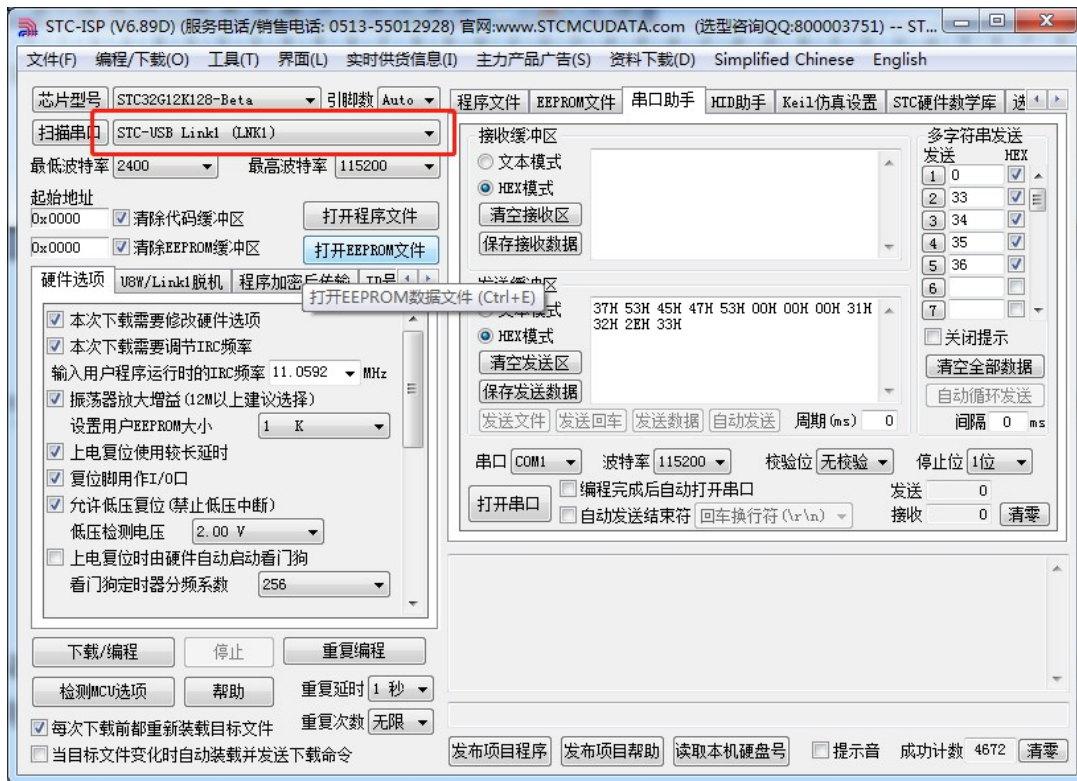 STC-ISP (V6.89D) (服务电话/销售电话: 0513-55012928) 官网:www.STCMCUDATA.com (选型咨询QQ:800003751) -- ST...
文件(F) 编程/下载(O) 工具(T) 界面(L) 实时供货信息(I) 主力产品广告(S) 资料下载(D) Simplified Chinese English
芯片型号 STC32G12K128-Beta 引脚数 Auto
扫描串口 STC-USB Link1 (LNK1)
最低波特率 2400 最高波特率 115200
起始地址
0x0000 清除代码缓冲区 打开程序文件
0x0000 清除EEPROM缓冲区 打开EEPROM文件
硬件选项 U8W/Link1脱机 程序加密后传输 ID号
打开EEPROM数据文件 (Ctrl+E)
本次下载需要修改硬件选项
本次下载需要调节IRC频率
输入用户程序运行时的IRC频率 11.0592 MHz
振荡器放大增益(12M以上建议选择)
设置用户EEPROM大小 1 K
上电复位使用较长延时
复位脚用作I/O口
允许低压复位(禁止低压中断)
低压检测电压 2.00 V
上电复位时由硬件自动启动看门狗
看门狗定时器分频系数 256
下载/编程 停止 重复编程
检测MCU选项 帮助 重复延时 1 秒
每次下载前都重新装载目标文件 重复次数 无限
当目标文件变化时自动装载并发送下载命令
程序文件 EEPROM文件 串口助手 HID助手 Keil仿真设置 STC硬件数学库 选
接收缓冲区
文本模式
HEX模式
清空接收区
保存接收数据
多字符串发送
发送 HEX
1 0
2 33
3 34
4 35
5 36
6
7
关闭提示
清空全部数据
自动循环发送
间隔 0 ms
发送缓冲区
文本模式
HEX模式
清空发送区
保存发送数据
37H 53H 45H 47H 53H 00H 00H 00H 31H
32H 2EH 33H
发送文件 发送回车 发送数据 自动发送 周期(ms) 0
串口 COM1 波特率 115200 校验位 无校验 停止位 1位
打开串口 编程完成后自动打开串口 发送 0
自动发送结束符 回车换行符(\r\n) 接收 0 清零
发布项目程序 发布项目帮助 读取本机硬盘号 提示音 成功计数 4672 清零